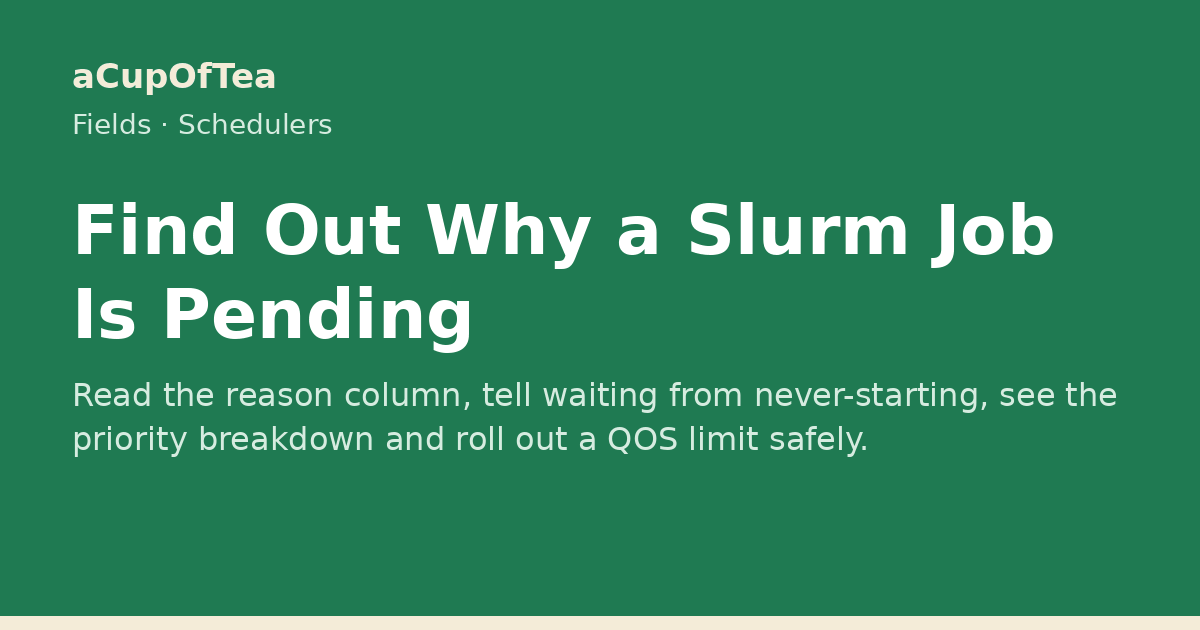 aCupOfTea
Fields · Schedulers
Find Out Why a Slurm Job
Is Pending
Read the reason column, tell waiting from never-starting, see the
priority breakdown and roll out a QOS limit safely.